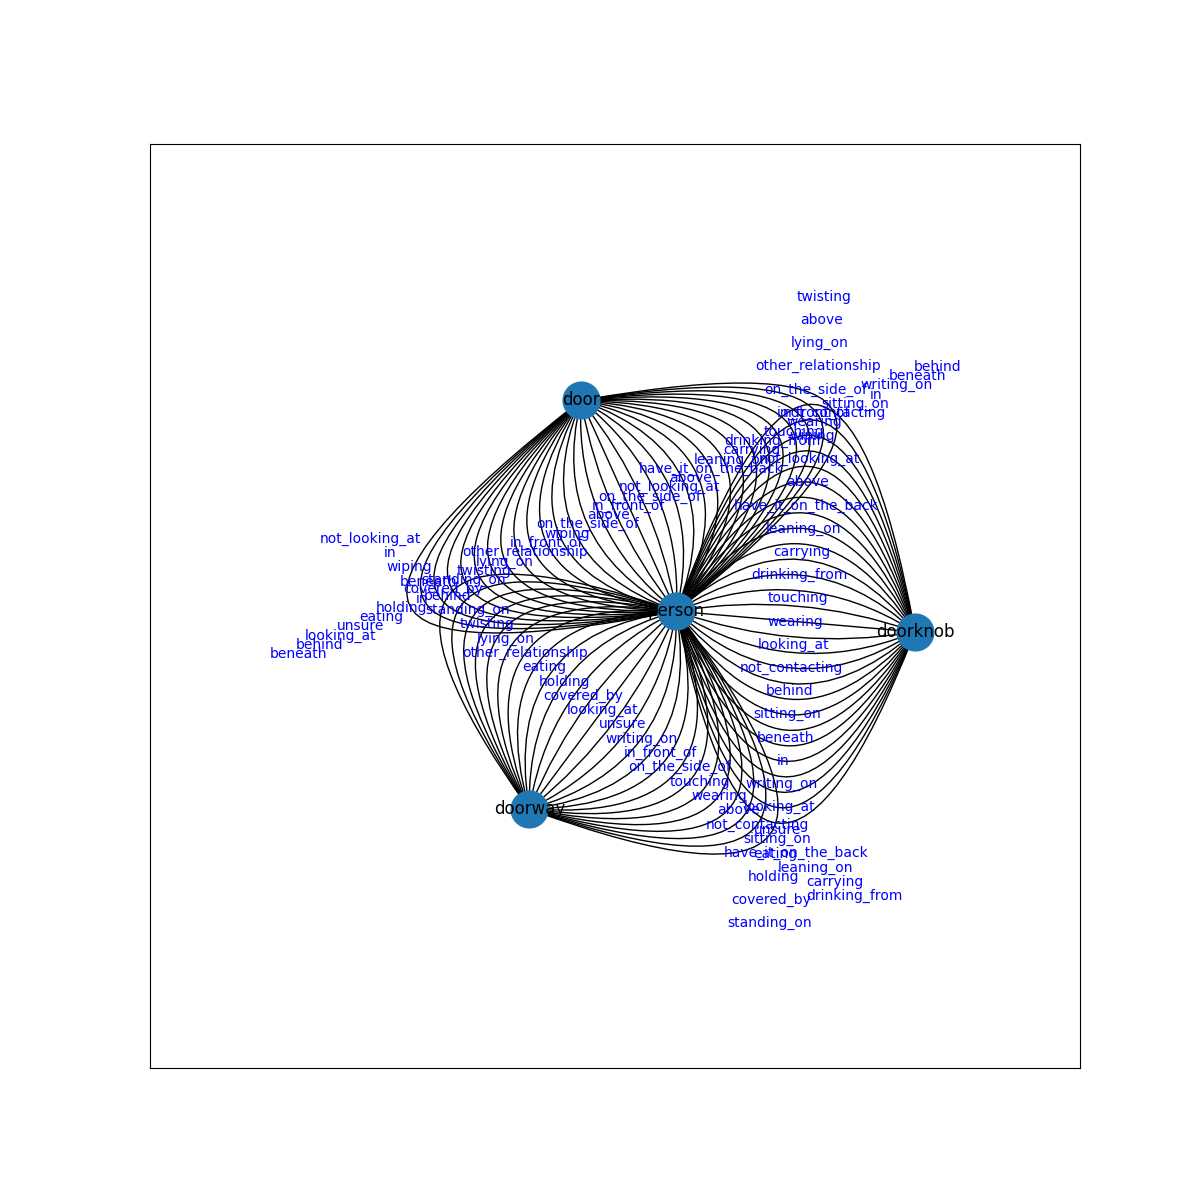 twisting
above
lying_on
other_relationship
behind
beneath
writing_on
on_the_side_of
in
sitting_on
door
in_front_of
not_contacting
wearing
touching
wiping
drinking_from
carrying
leaning_on
not_looking_at
have_it_on_the_back
above
above
not_looking_at
on_the_side_of
in_front_of
have_it_on_the_back
above
on_the_side_of
leaning_on
wiping
not_looking_at
in_front_of
in
other_relationship
carrying
lying_on
wiping
twisting
drinking_from
standing_on
beneath
covered_by
behind
in
touching
holding
standing_on
erson
eating
twisting
wearing
unsure
doorknob
looking_at
lying_on
behind
looking_at
beneath
other_relationship
eating
not_contacting
holding
behind
covered_by
looking_at
sitting_on
unsure
writing_on
beneath
in_front_of
in
on_the_side_of
touching
writing_on
wearing
doorway
above
looking_at
not_contacting
unsure
sitting_on
have_it_on_the_back
eating
leaning_on
holding
carrying
drinking_from
covered_by
standing_on